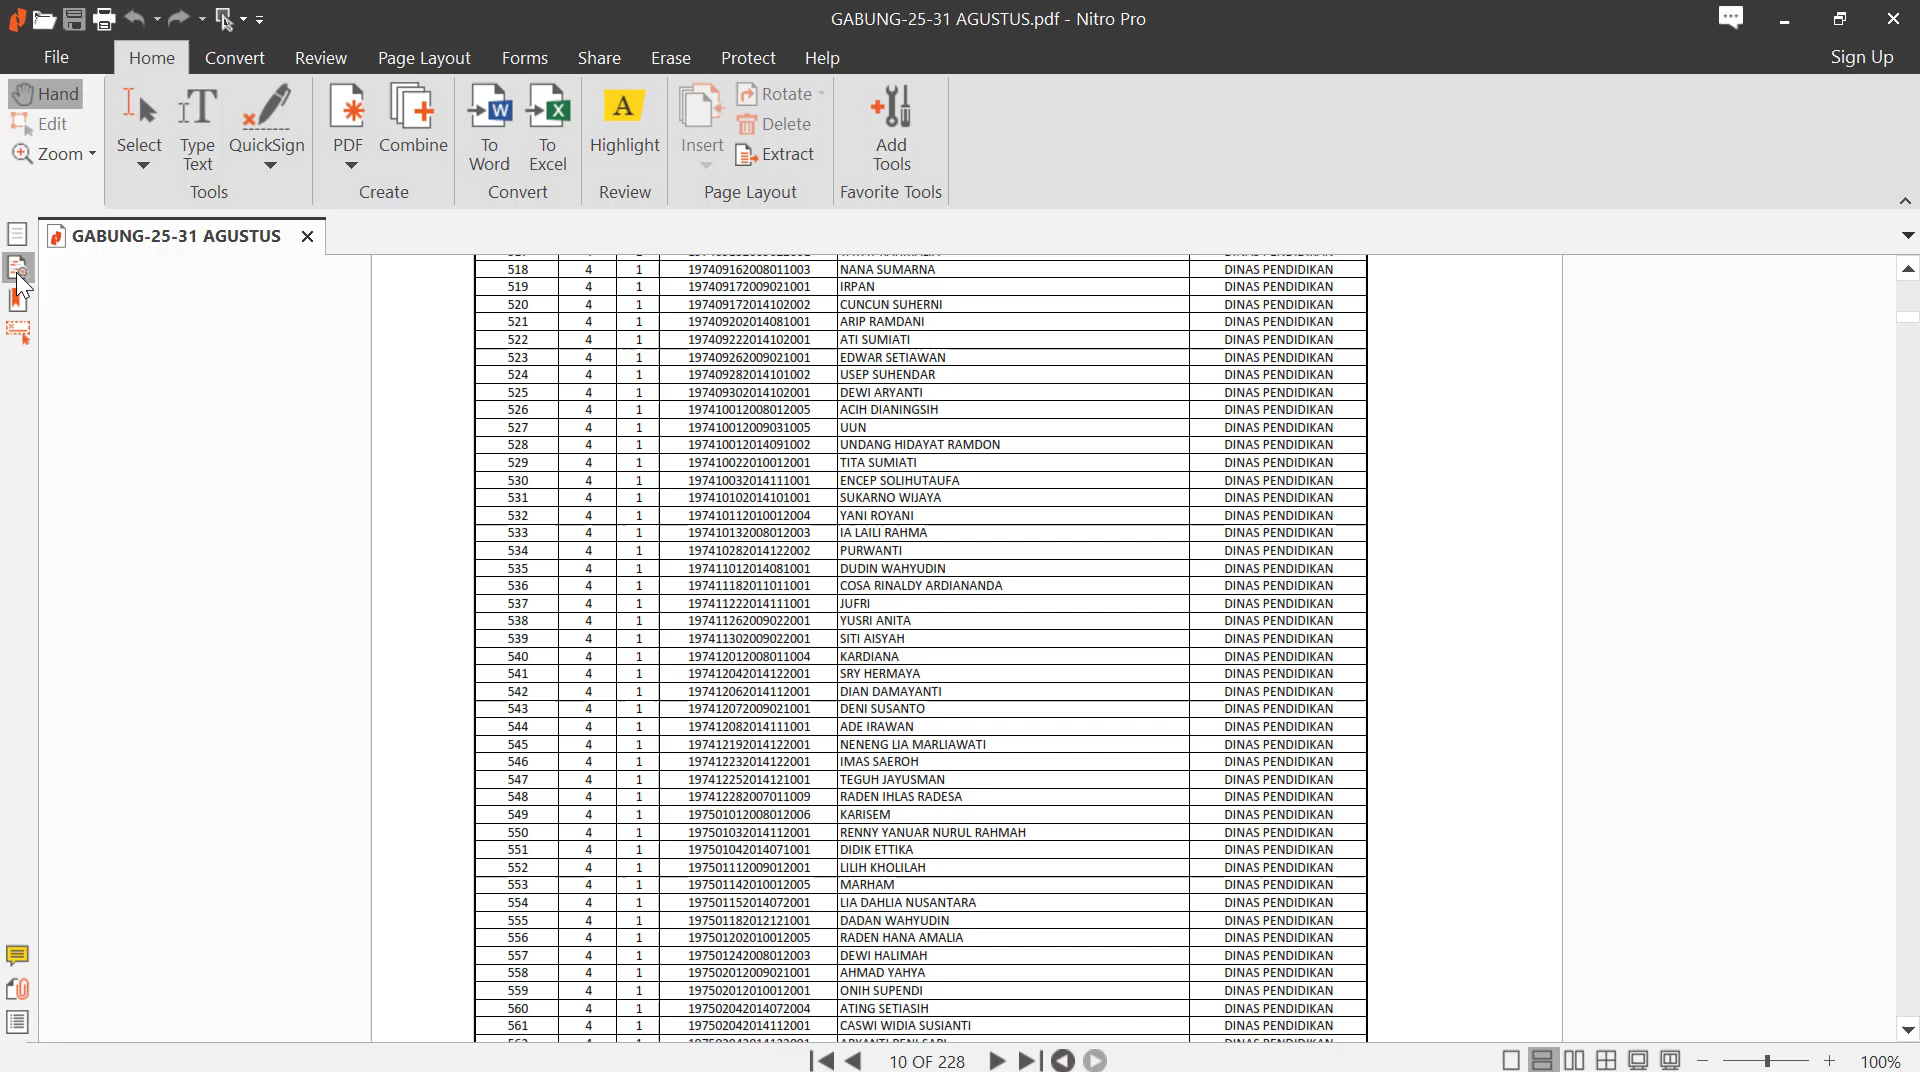 GABUNG-25-31 AGUSTUS.pdf - Nitro Pro
File Home Convert Review Page Layout Forms Share Erase Protect Help Sign Up
Hand
Edit
Zoom
Select
Type Text
QuickSign
Tools
PDF
Combine
Create
To Word
To Excel
Convert
Highlight
Review
Insert
Rotate
Delete
Extract
Page Layout
Add Tools
Favorite Tools
GABUNG-25-31 AGUSTUS
518 4 1 197409162008011003 NANA SUMARNA DINAS PENDIDIKAN
519 4 1 197409172009021001 IRPAN DINAS PENDIDIKAN
520 4 1 197409172014102002 CUNCUN SUHERNI DINAS PENDIDIKAN
521 4 1 197409202014081001 ARIP RAMDANI DINAS PENDIDIKAN
522 4 1 197409222014102001 ATI SUMIATI DINAS PENDIDIKAN
523 4 1 197409262009021001 EDWAR SETIAWAN DINAS PENDIDIKAN
524 4 1 197409282014101002 USEP SUHENDAR DINAS PENDIDIKAN
525 4 1 197409302014102001 DEWI ARYANTI DINAS PENDIDIKAN
526 4 1 197410012008012005 ACIH DIANINGSIH DINAS PENDIDIKAN
527 4 1 197410012009031005 UUN DINAS PENDIDIKAN
528 4 1 197410012014091002 UNDANG HIDAYAT RAMDON DINAS PENDIDIKAN
529 4 1 197410022010012001 TITA SUMIATI DINAS PENDIDIKAN
530 4 1 197410032014111001 ENCEP SOLIHUTAUFA DINAS PENDIDIKAN
531 4 1 197410102014101001 SUKARNO WIJAYA DINAS PENDIDIKAN
532 4 1 197410112010012004 YANI ROYANI DINAS PENDIDIKAN
533 4 1 197410132008012003 IA LAILI RAHMA DINAS PENDIDIKAN
534 4 1 197410282014122002 PURWANTI DINAS PENDIDIKAN
535 4 1 197411012014081001 DUDIN WAHYUDIN DINAS PENDIDIKAN
536 4 1 197411182011011001 COSA RINALDY ARDIANANDA DINAS PENDIDIKAN
537 4 1 197411222014111001 JUFRI DINAS PENDIDIKAN
538 4 1 197411262009022001 YUSRI ANITA DINAS PENDIDIKAN
539 4 1 197411302009022001 SITI AISYAH DINAS PENDIDIKAN
540 4 1 197412012008011004 KARDIANA DINAS PENDIDIKAN
541 4 1 197412042014122001 SRY HERMAYA DINAS PENDIDIKAN
542 4 1 197412062014112001 DIAN DAMAYANTI DINAS PENDIDIKAN
543 4 1 197412072009021001 DENI SUSANTO DINAS PENDIDIKAN
544 4 1 197412082014111001 ADE IRAWAN DINAS PENDIDIKAN
545 4 1 197412192014122001 NENENG LIA MARLIAWATI DINAS PENDIDIKAN
546 4 1 197412232014122001 IMAS SAEROH DINAS PENDIDIKAN
547 4 1 197412252014121001 TEGUH JAYUSMAN DINAS PENDIDIKAN
548 4 1 197412282007011009 RADEN IHLAS RADESA DINAS PENDIDIKAN
549 4 1 197501012008012006 KARISEM DINAS PENDIDIKAN
550 4 1 197501032014112001 RENNY YANUAR NURUL RAHMAH DINAS PENDIDIKAN
551 4 1 197501042014071001 DIDIK ETTIKA DINAS PENDIDIKAN
552 4 1 197501112009012001 LILIH KHOLILAH DINAS PENDIDIKAN
553 4 1 197501142010012005 MARHAM DINAS PENDIDIKAN
554 4 1 197501152014072001 LIA DAHLIA NUSANTARA DINAS PENDIDIKAN
555 4 1 197501182012121001 DADAN WAHYUDIN DINAS PENDIDIKAN
556 4 1 197501202010012005 RADEN HANA AMALIA DINAS PENDIDIKAN
557 4 1 197501242008012003 DEWI HALIMAH DINAS PENDIDIKAN
558 4 1 197502012009021001 AHMAD YAHYA DINAS PENDIDIKAN
559 4 1 197502012010012001 ONIH SUPENDI DINAS PENDIDIKAN
560 4 1 197502042014072004 ATING SETIASIH DINAS PENDIDIKAN
561 4 1 197502042014112001 CASWI WIDIA SUSIANTI DINAS PENDIDIKAN
10 OF 228
100%